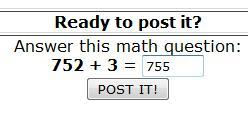 Ready to post it?
Answer this math question:
752 + 3 = 755
POST IT!